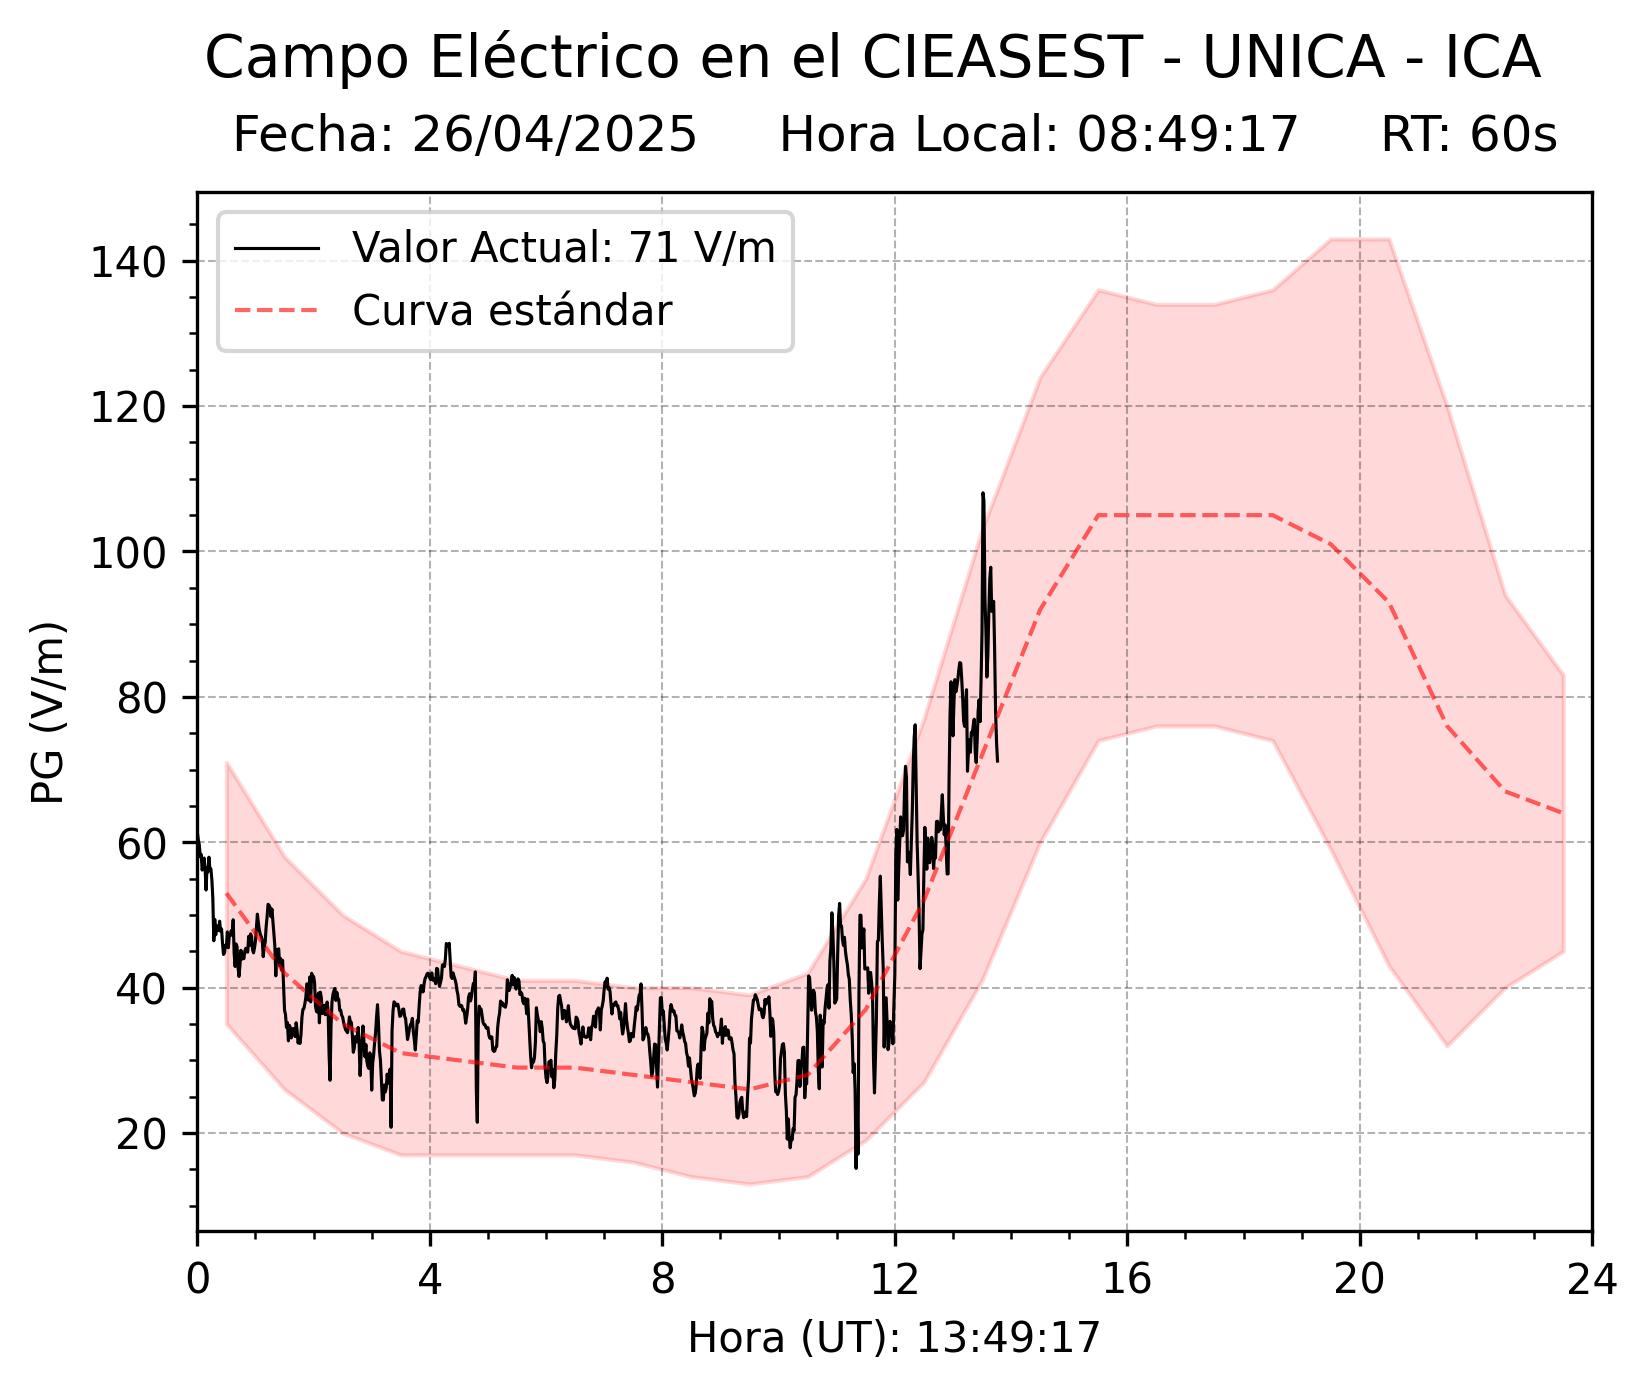 Campo Eléctrico en el CIEASEST - UNICA - ICA
Fecha: 26/04/2025 Hora Local: 08:49:17 RT: 60s
Valor Actual: 71 V/m
Curva estándar
PG (V/m)
140
120
100
80
60
40
20
0 4 8 12 16 20 24
Hora (UT): 13:49:17